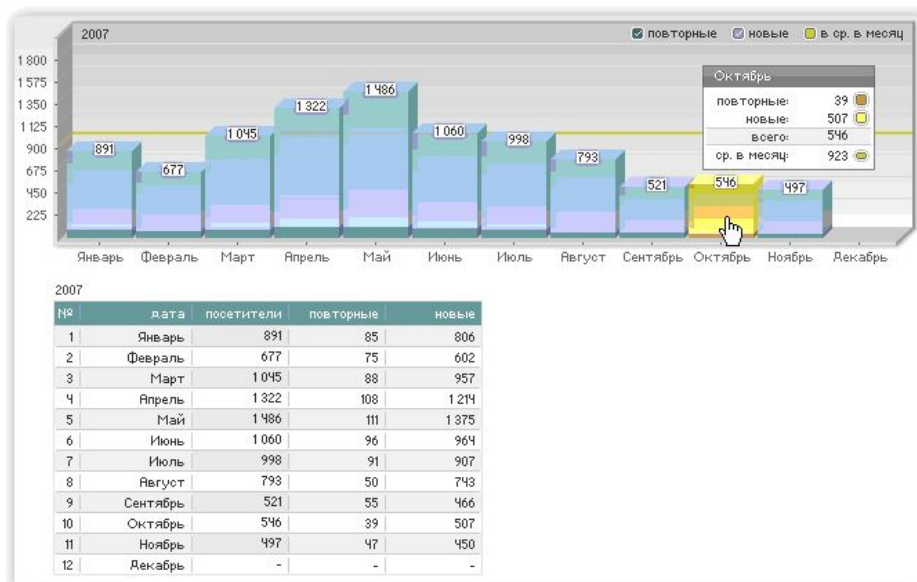 2007
повторные новые в ср. в месяц
1 800
1 575
1 350
1 125
900
675
450
225
891
677
1 045
1 322
1 486
1 060
998
793
521
546
497
Октябрь
повторные: 39
новые: 507
всего: 546
ср. в месяц: 923
Январь Февраль Март Апрель Май Июнь Июль Август Сентябрь Октябрь Ноябрь Декабрь
2007
№ дата посетители повторные новые
1 Январь 891 85 806
2 Февраль 677 75 602
3 Март 1 045 88 957
4 Апрель 1 322 108 1 214
5 Май 1 486 111 1 375
6 Июнь 1 060 96 964
7 Июль 998 91 907
8 Август 793 50 743
9 Сентябрь 521 55 466
10 Октябрь 546 39 507
11 Ноябрь 497 47 450
12 Декабрь - - -